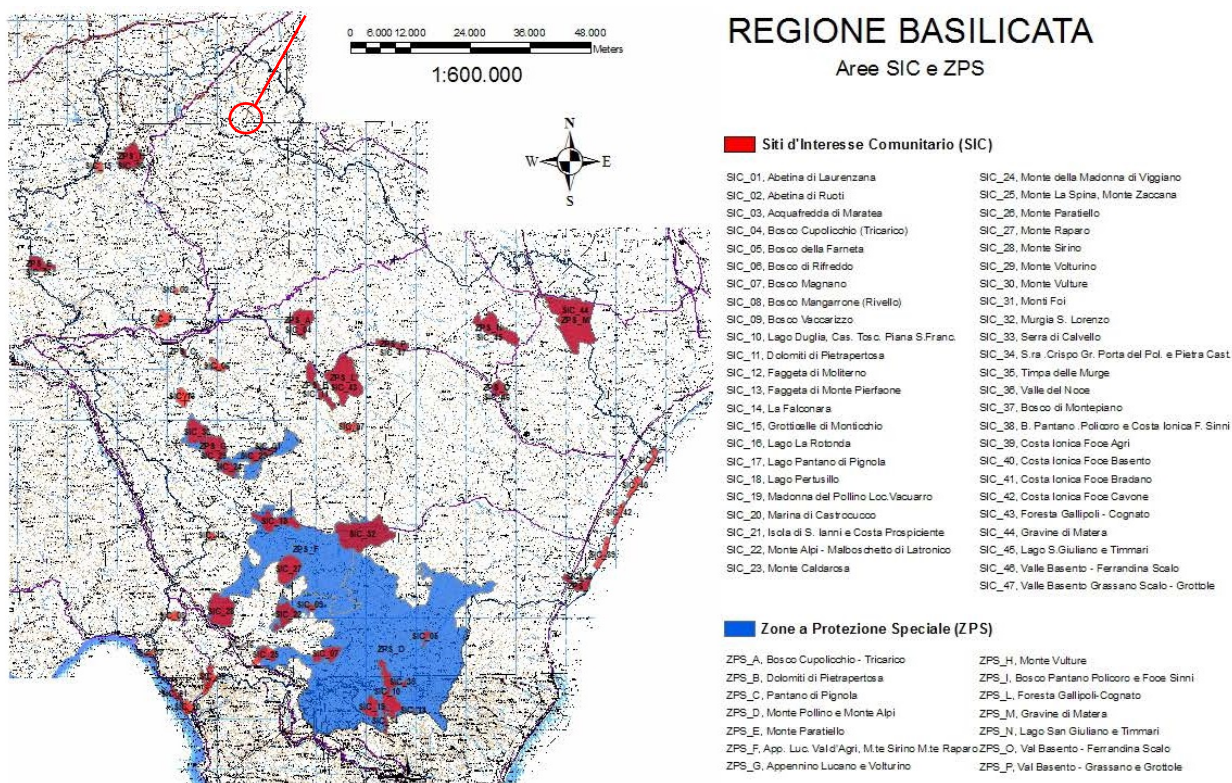 REGIONE BASILICATA
Aree SIC e ZPS
0 6.000 12.000 24.000 36.000 48.000
Meters
1:600.000
N
W E
S
Siti d'Interesse Comunitario (SIC)
SIC_01, Abetina di Laurenzana
SIC_02, Abetina di Ruoti
SIC_03, Acquafredda di Maratea
SIC_04, Bosco Cupolicchio (Tricarico)
SIC_05, Bosco della Farneta
SIC_06, Bosco di Rifreddo
SIC_07, Bosco Magnano
SIC_08, Bosco Mangarrone (Rivello)
SIC_09, Bosco Vaccarizzo
SIC_10, Lago Duglia, Cas. Tosc. Piana S.Franc.
SIC_11, Dolomiti di Pietrapertosa
SIC_12, Faggeta di Moliterno
SIC_13, Faggeta di Monte Pierfaone
SIC_14, La Falconara
SIC_15, Grotticelle di Monticchio
SIC_16, Lago La Rotonda
SIC_17, Lago Pantano di Pignola
SIC_18, Lago Pertusillo
SIC_19, Madonna del Pollino Loc.Vacuarro
SIC_20, Marina di Castrocucco
SIC_21, Isola di S. Ianni e Costa Prospiciente
SIC_22, Monte Alpi - Malboschetto di Latronico
SIC_23, Monte Caldarosa
SIC_24, Monte della Madonna di Viggiano
SIC_25, Monte La Spina, Monte Zaccana
SIC_26, Monte Paratiello
SIC_27, Monte Raparo
SIC_28, Monte Sirino
SIC_29, Monte Volturino
SIC_30, Monte Vulture
SIC_31, Monti Foi
SIC_32, Murgia S. Lorenzo
SIC_33, Serra di Calvello
SIC_34, S.ra .Crispo Gr. Porta del Pol. e Pietra Cast.
SIC_35, Timpa delle Murge
SIC_36, Valle del Noce
SIC_37, Bosco di Montepiano
SIC_38, B. Pantano .Policoro e Costa Ionica F. Sinni
SIC_39, Costa Ionica Foce Agri
SIC_40, Costa Ionica Foce Basento
SIC_41, Costa Ionica Foce Bradano
SIC_42, Costa Ionica Foce Cavone
SIC_43, Foresta Gallipoli - Cognato
SIC_44, Gravine di Matera
SIC_45, Lago S.Giuliano e Timmari
SIC_46, Valle Basento - Ferrandina Scalo
SIC_47, Valle Basento Grassano Scalo - Grottole
Zone a Protezione Speciale (ZPS)
ZPS_A, Bosco Cupolicchio - Tricarico
ZPS_B, Dolomiti di Pietrapertosa
ZPS_C, Pantano di Pignola
ZPS_D, Monte Pollino e Monte Alpi
ZPS_E, Monte Paratiello
ZPS_F, App. Luc. Val d'Agri, M.te Sirino M.te Raparo
ZPS_G, Appennino Lucano e Volturino
ZPS_H, Monte Vulture
ZPS_I, Bosco Pantano Policoro e Foce Sinni
ZPS_L, Foresta Gallipoli-Cognato
ZPS_M, Gravine di Matera
ZPS_N, Lago San Giuliano e Timmari
ZPS_O, Val Basento - Ferrandina Scalo
ZPS_P, Val Basento - Grassano e Grottole
SIC_44
ZPS_M
ZPS_A
ZPS_L
SIC_43
SIC_32
ZPS_F
SIC_27
SIC_28
ZPS_D